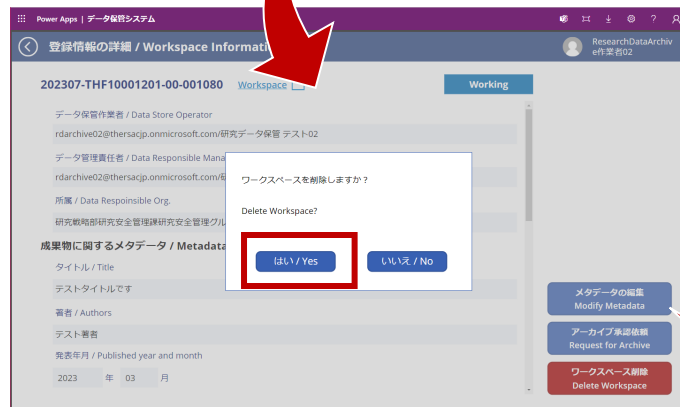 Power Apps | データ保管システム
登録情報の詳細 / Workspace Informati
ResearchDataArchiv
e作業者02
202307-THF10001201-00-001080 Workspace
Working
データ保管作業者 / Data Store Operator
rdarchive02@thersacjp.onmicrosoft.com/研究データ保管 テスト02
データ管理責任者 / Data Responsible Mana
rdarchive02@thersacjp.onmicrosoft.com/
所属 / Data Respoinsible Org.
研究戦略部研究安全管理課研究安全管理グル
成果物に関するメタデータ / Metadata
タイトル / Title
テストタイトルです
著者 / Authors
テスト著者
発表年月 / Published year and month
2023 年 03 月
ワークスペースを削除しますか？
Delete Workspace?
はい / Yes
いいえ / No
メタデータの編集
Modify Metadata
アーカイブ承認依頼
Request for Archive
ワークスペース削除
Delete Workspace